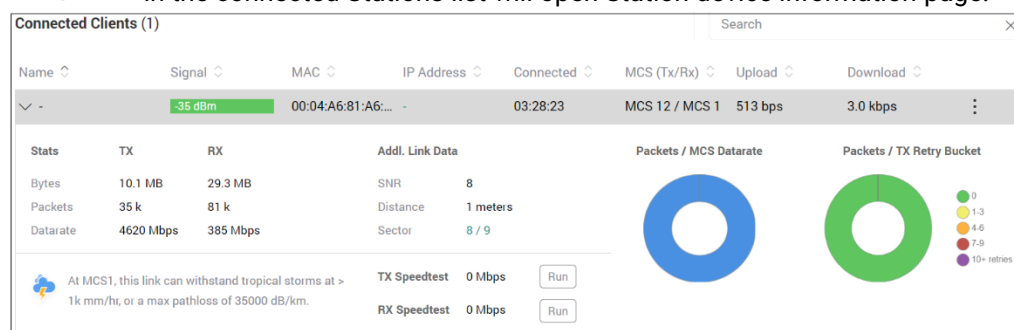 in the connected Stations list will open Station device information page.
Connected Clients (1)
Search
Name Signal MAC IP Address Connected MCS (Tx/Rx) Upload Download
- -35 dBm 00:04:A6:81:A6:... - 03:28:23 MCS 12 / MCS 1 513 bps 3.0 kbps
Stats TX RX Addl. Link Data Packets / MCS Datarate Packets / TX Retry Bucket
Bytes 10.1 MB 29.3 MB SNR 8
Packets 35 k 81 k Distance 1 meters
Datarate 4620 Mbps 385 Mbps Sector 8 / 9
0
1-3
4-6
7-9
10+ retries
At MCS1, this link can withstand tropical storms at >
1k mm/hr, or a max pathloss of 35000 dB/km.
TX Speedtest 0 Mbps Run
RX Speedtest 0 Mbps Run